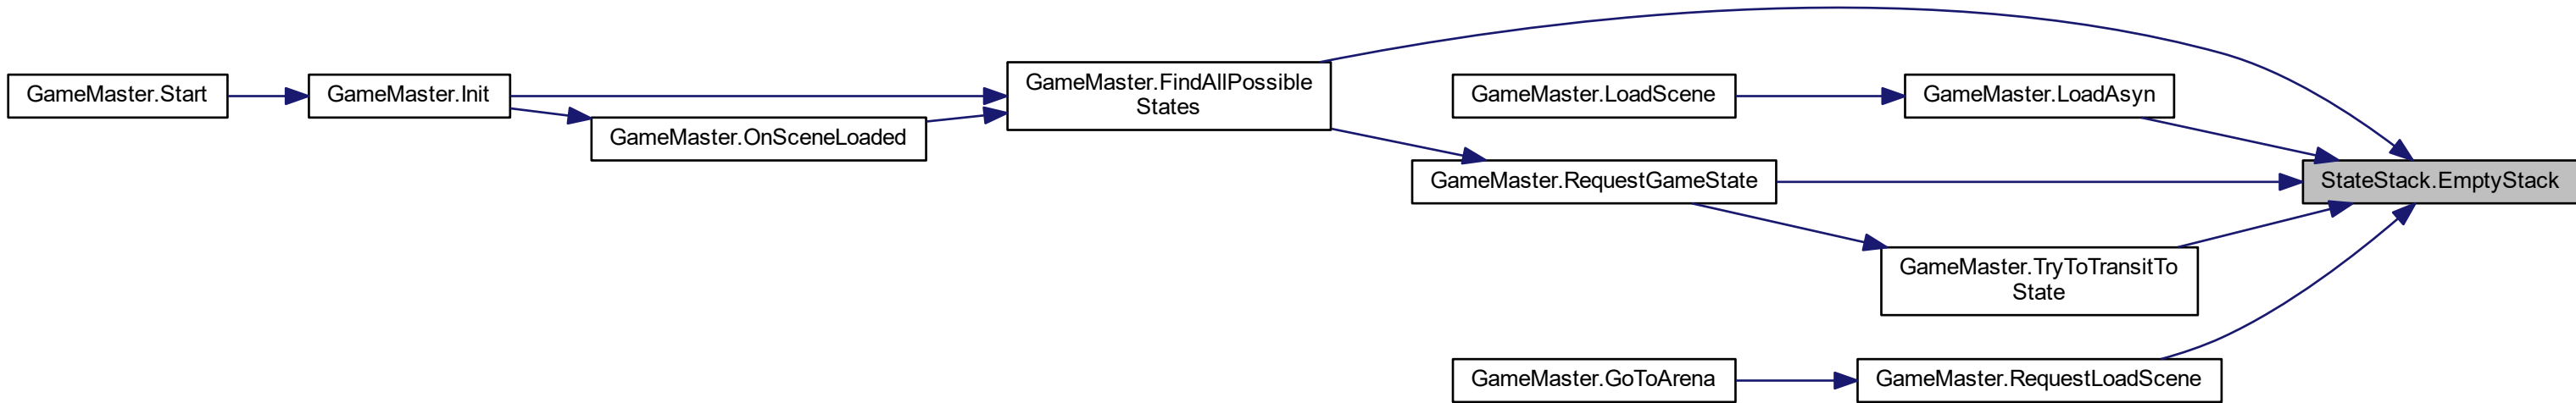 GameMaster.Start
GameMaster.Init
GameMaster.OnSceneLoaded
GameMaster.FindAllPossible
States
GameMaster.LoadScene
GameMaster.LoadAsyn
GameMaster.RequestGameState
StateStack.EmptyStack
GameMaster.TryToTransitTo
State
GameMaster.GoToArena
GameMaster.RequestLoadScene